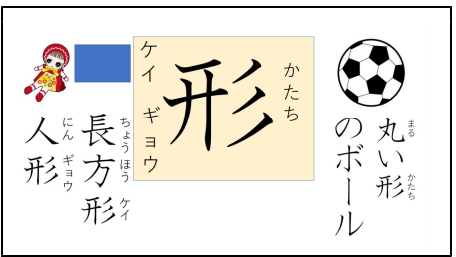 かたち
形
ケイ ギョウ
丸い形
まる かたち
のボール
長方形
ちょう ほう ケイ
人形
にん ギョウ